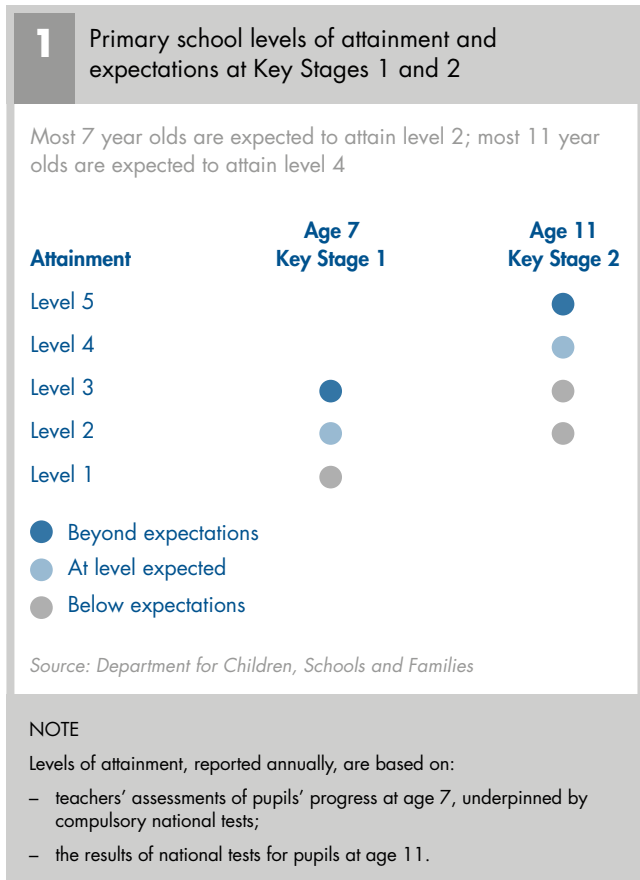 1
Primary school levels of attainment and
expectations at Key Stages 1 and 2
Most 7 year olds are expected to attain level 2; most 11 year
olds are expected to attain level 4
Age 7 Age 11
Attainment Key Stage 1 Key Stage 2
Level 5
Level 4
Level 3
Level 2
Level 1
Beyond expectations
At level expected
Below expectations
Source: Department for Children, Schools and Families
NOTE
Levels of attainment, reported annually, are based on:
– teachers’ assessments of pupils’ progress at age 7, underpinned by
compulsory national tests;
– the results of national tests for pupils at age 11.